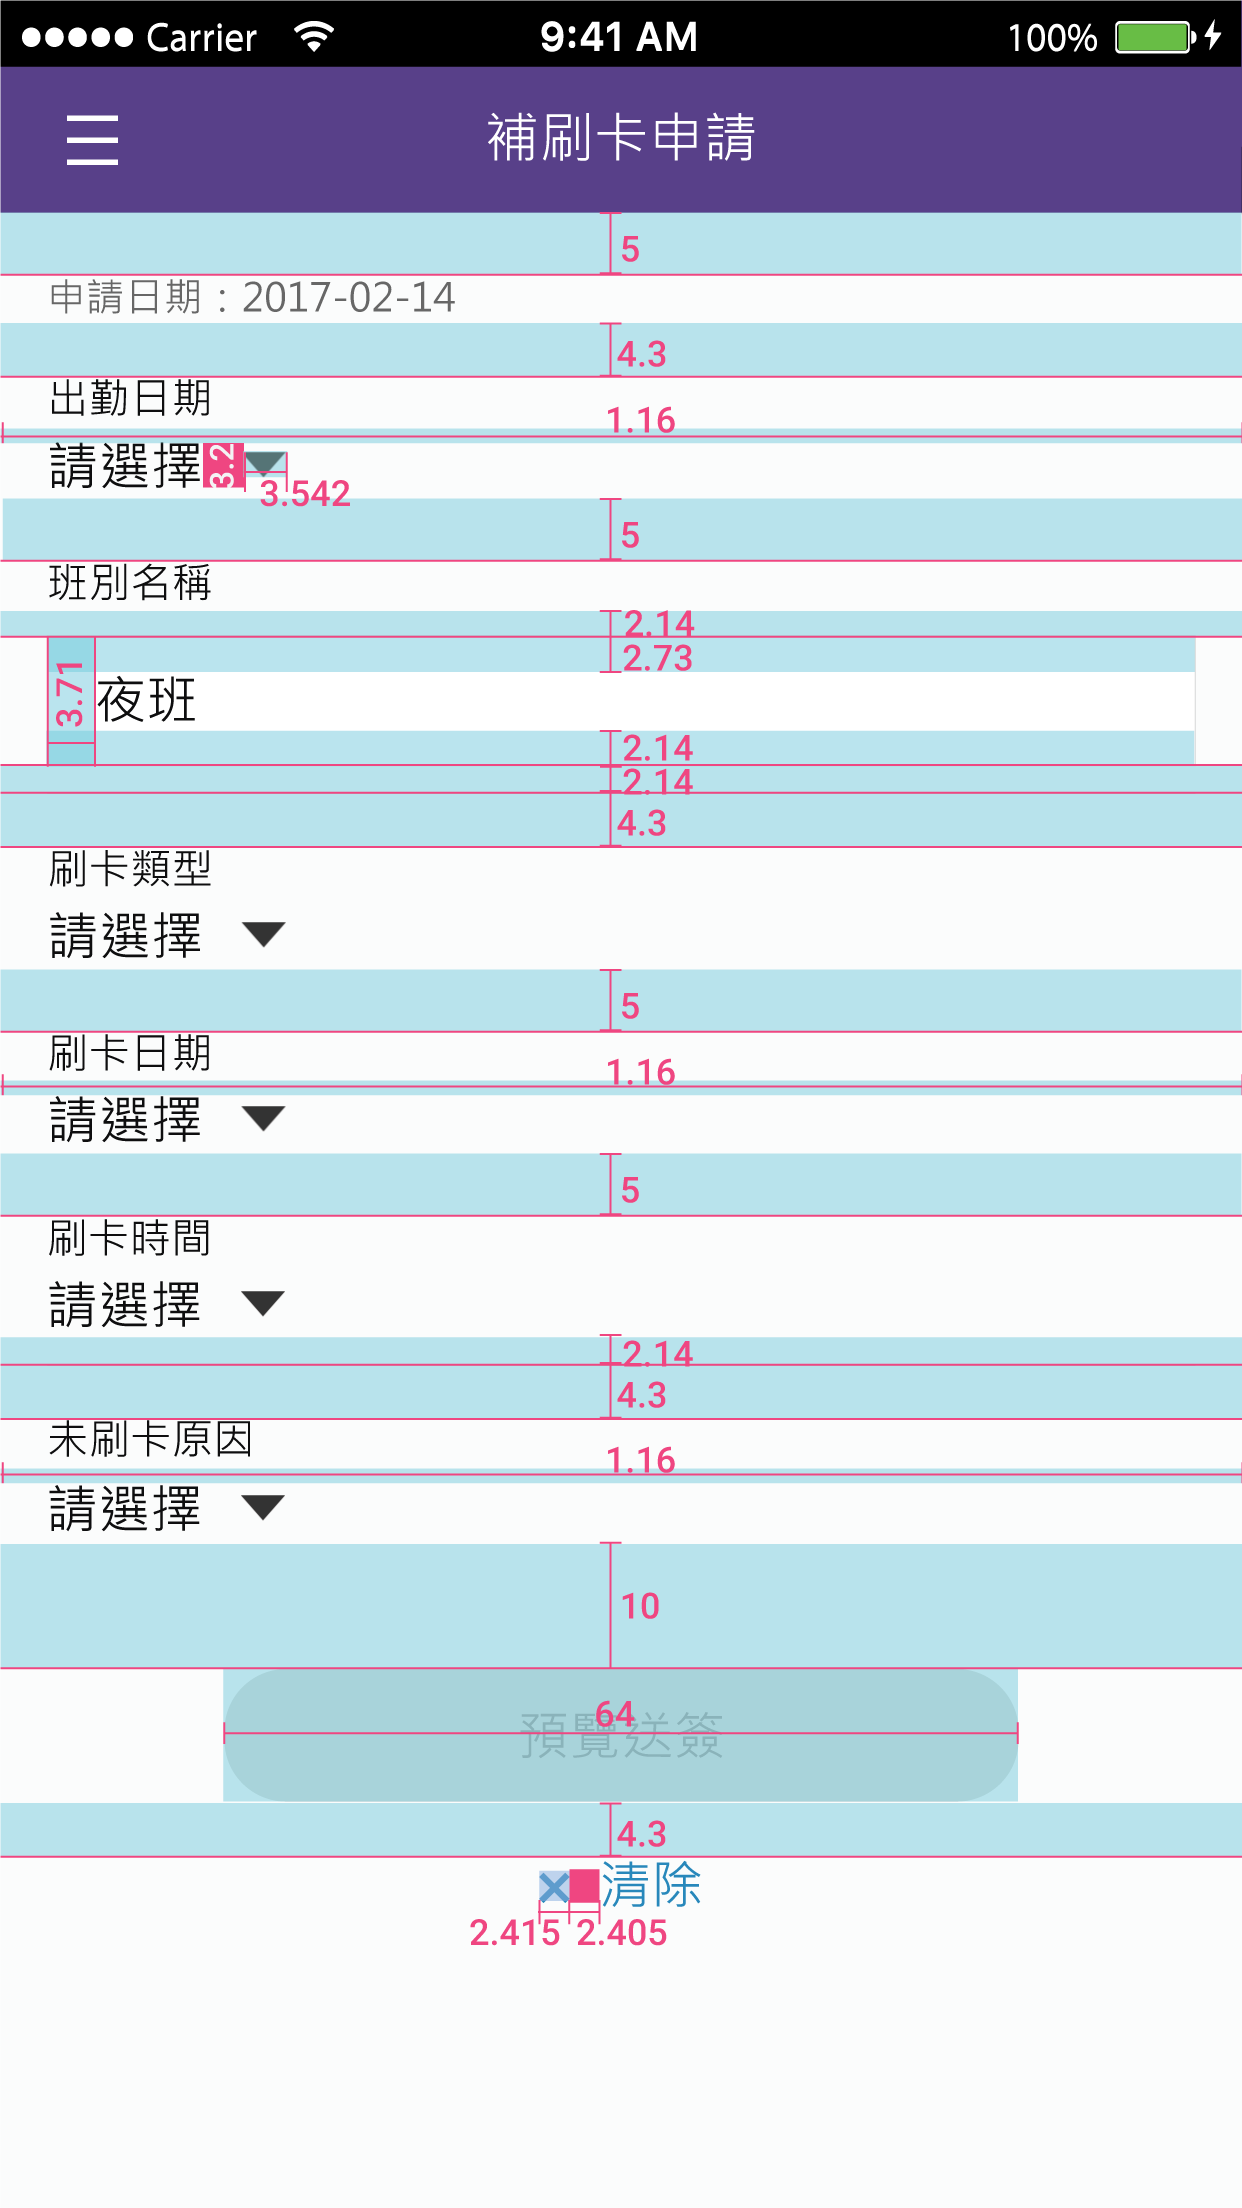 Carrier 9:41 AM 100%
補刷卡申請
5
申請日期：2017-02-14
4.3
出勤日期
1.16
請選擇 3.2
3.542
5
班別名稱
2.14
2.73
3.71 夜班
2.14
2.14
4.3
刷卡類型
請選擇
5
刷卡日期
1.16
請選擇
5
刷卡時間
請選擇
2.14
4.3
未刷卡原因
1.16
請選擇
10
64
預覽送簽
4.3
清除
2.415 2.405